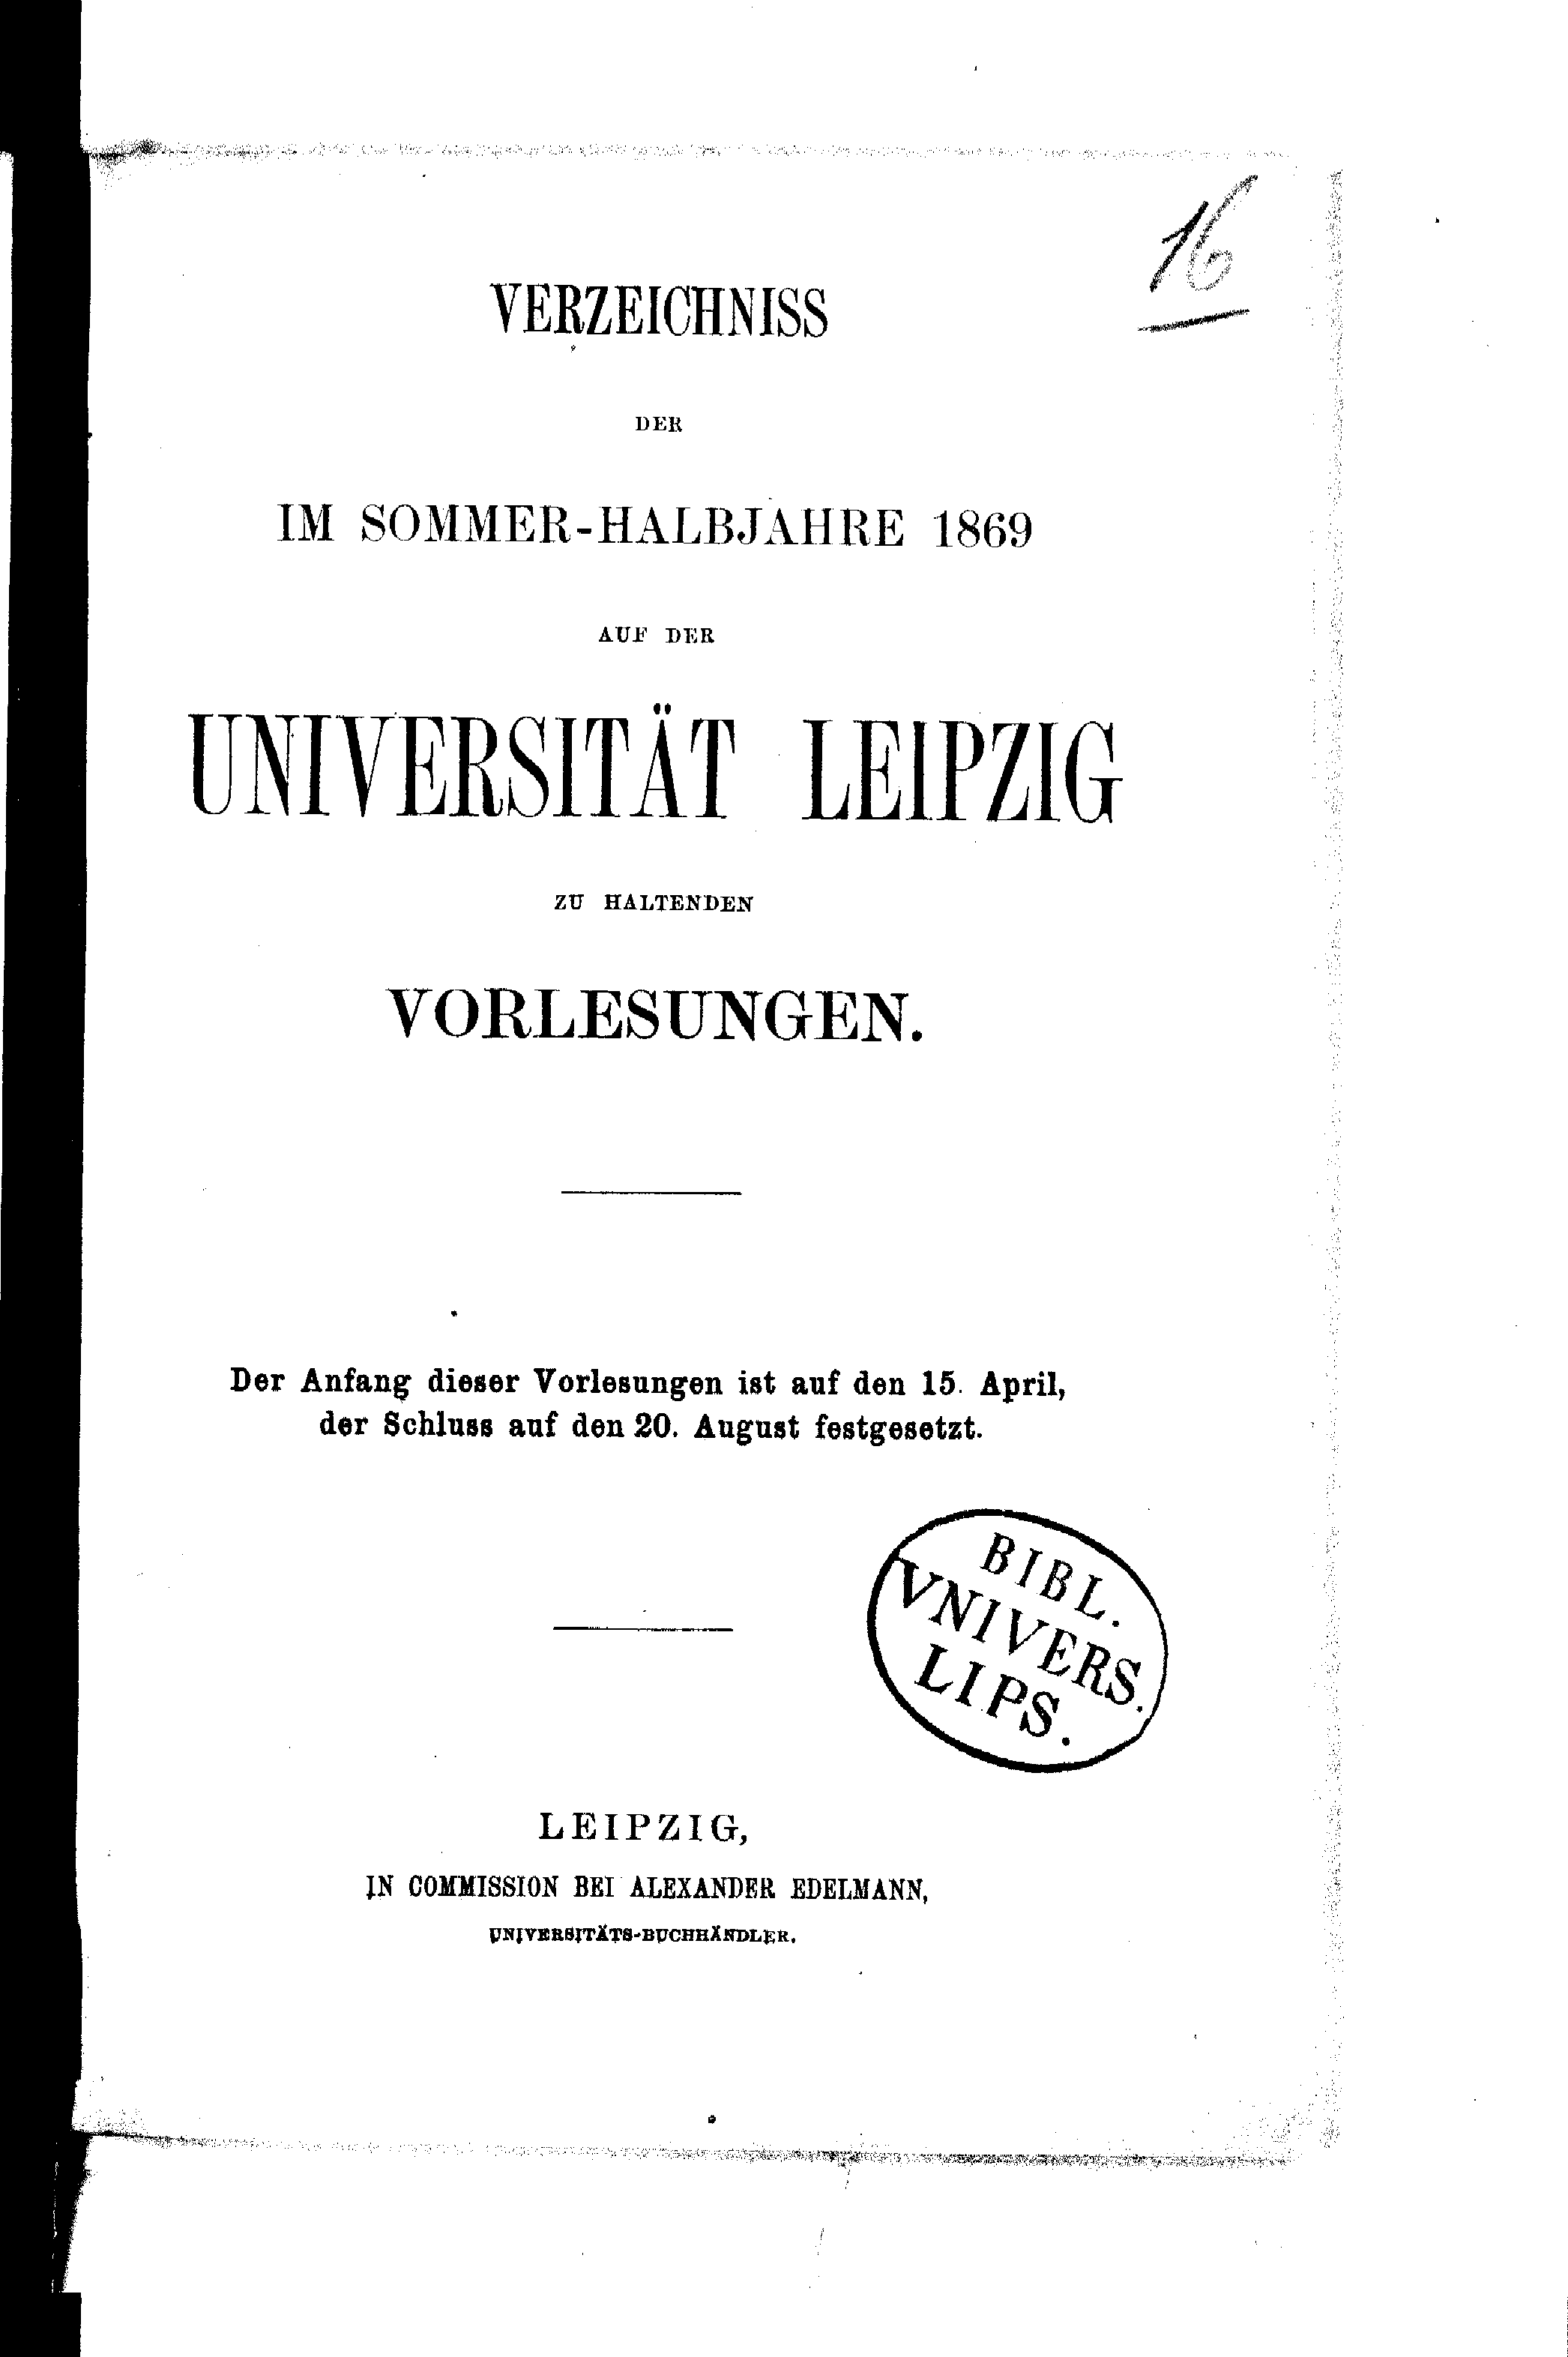 16
VERZEICHNISS
DER
IM SOMMER-HALBJAHRE 1869
AUF DER
UNIVERSITÄT LEIPZIG
ZU HALTENDEN
VORLESUNGEN.
Der Anfang dieser Vorlesungen ist auf den 15. April,
der Schluss auf den 20. August festgesetzt.
BIBL.
VNIVERS.
LIPS.
LEIPZIG,
IN COMMISSION BEI ALEXANDER EDELMANN,
UNIVERSITÄTS-BUCHHÄNDLER.